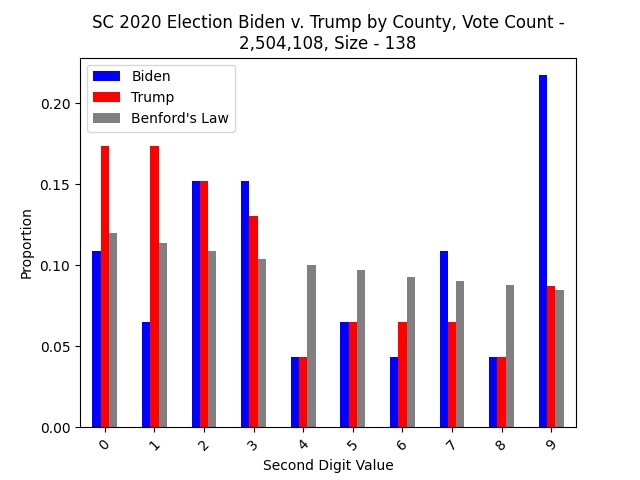 SC 2020 Election Biden v. Trump by County, Vote Count -
2,504,108, Size - 138
Biden
Trump
Benford's Law
0.20
0.15
0.10
0.05
0.00
Proportion
0
1
2
3
4
5
6
7
8
9
Second Digit Value